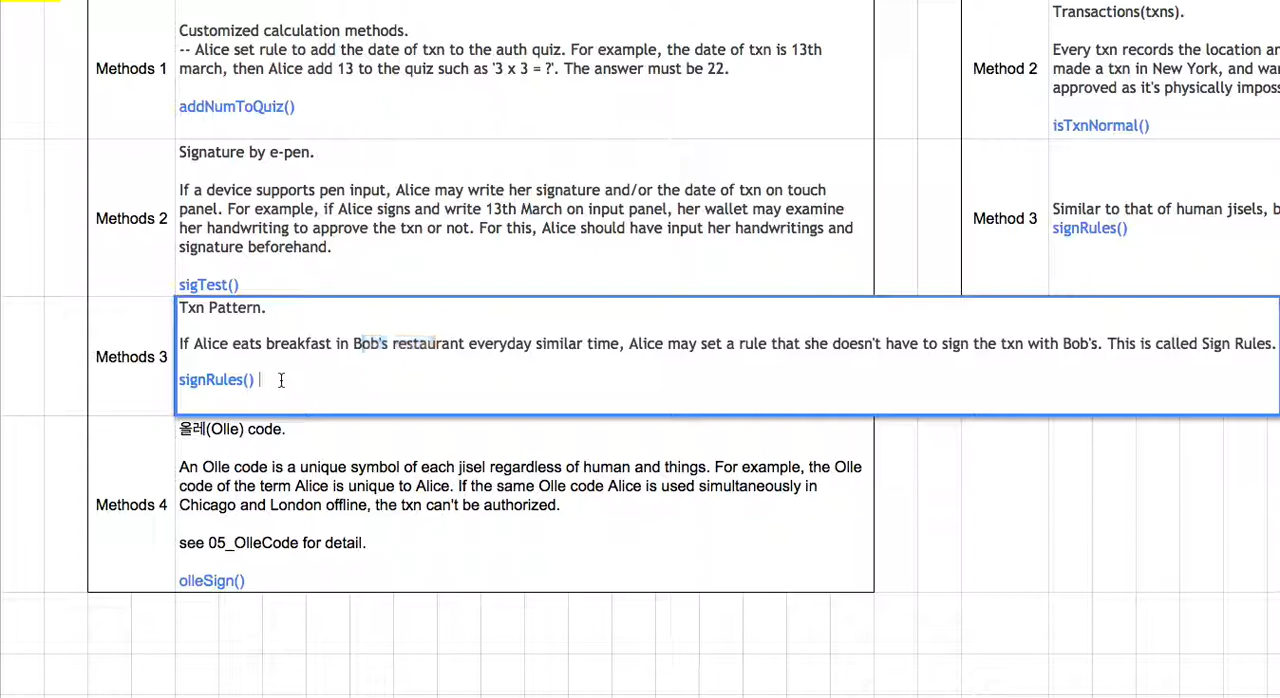 Customized calculation methods.
-- Alice set rule to add the date of txn to the auth quiz. For example, the date of txn is 13th
Methods 1
march, then Alice add 13 to the quiz such as '3 x 3 = ?'. The answer must be 22.
addNumToQuiz()
Signature by e-pen.
If a device supports pen input, Alice may write her signature and/or the date of txn on touch
Methods 2
panel. For example, if Alice signs and write 13th March on input panel, her wallet may examine
her handwriting to approve the txn or not. For this, Alice should have input her handwritings and
signature beforehand.
sigTest()
Txn Pattern.
If Alice eats breakfast in Bob's restaurant everyday similar time, Alice may set a rule that she doesn't have to sign the txn with Bob's. This is called Sign Rules.
Methods 3
signRules()
올레(Olle) code.
An Olle code is a unique symbol of each jisel regardless of human and things. For example, the Olle
code of the term Alice is unique to Alice. If the same Olle code Alice is used simultaneously in
Methods 4
Chicago and London offline, the txn can't be authorized.
see 05_OlleCode for detail.
olleSign()
Transactions(txns).
Every txn records the location
Method 2
made a txn in New York, and
approved as it's physically
isTxnNormal()
Method 3
Similar to that of human jisels,
signRules()